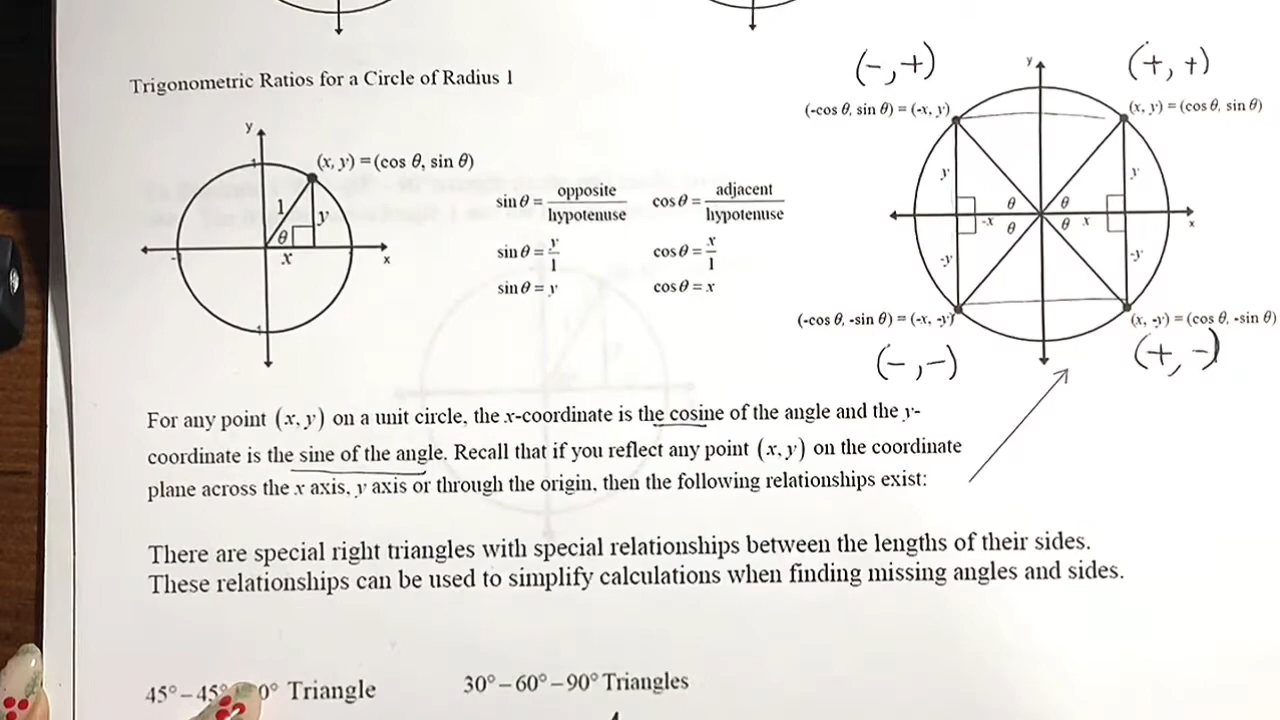 Trigonometric Ratios for a Circle of Radius 1
y
(x, y) = (cos θ, sin θ)
1
y
θ
x
x
sin θ = opposite / hypotenuse
sin θ = y / 1
sin θ = y
cos θ = adjacent / hypotenuse
cos θ = x / 1
cos θ = x
(-, +)
y
(+, +)
(-cos θ, sin θ) = (-x, y)
(x, y) = (cos θ, sin θ)
y
y
θ
θ
-x
θ
θ
x
x
-y
-y
(-cos θ, -sin θ) = (-x, -y)
(x, -y) = (cos θ, -sin θ)
(-, -)
(+, -)
For any point (x, y) on a unit circle, the x-coordinate is the cosine of the angle and the y-
coordinate is the sine of the angle. Recall that if you reflect any point (x, y) on the coordinate
plane across the x axis, y axis or through the origin, then the following relationships exist:
There are special right triangles with special relationships between the lengths of their sides.
These relationships can be used to simplify calculations when finding missing angles and sides.
45° – 45° 0° Triangle
30° – 60° – 90° Triangles